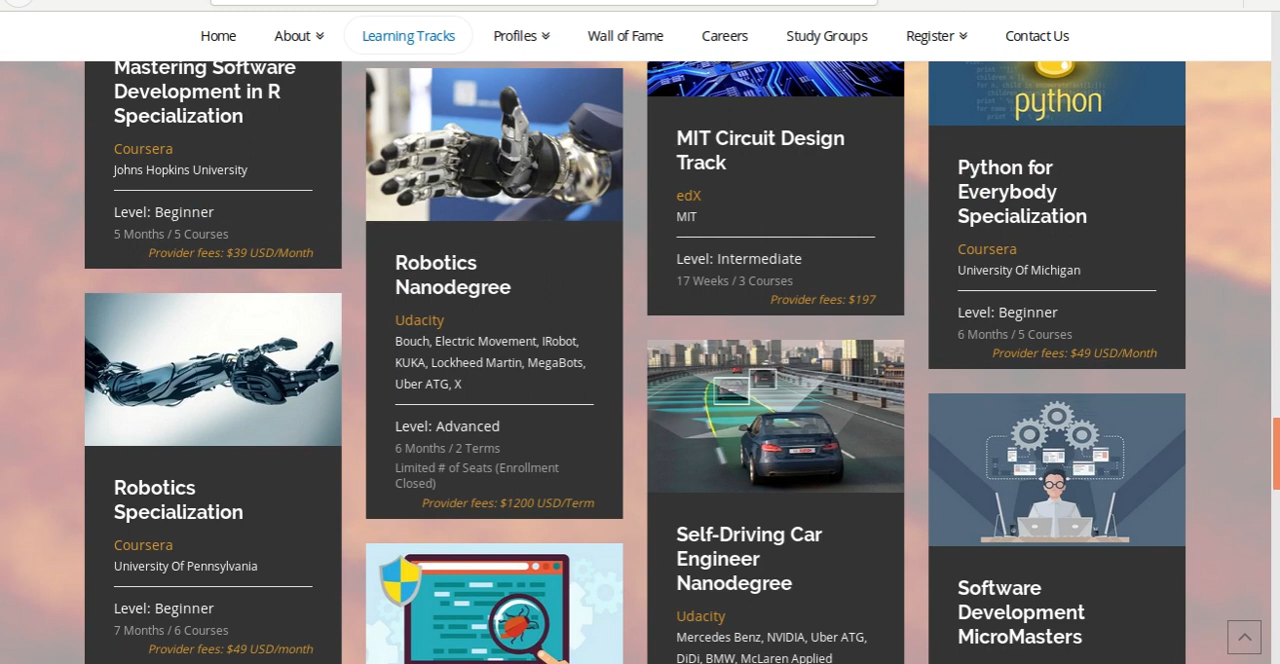 Home
About
Learning Tracks
Profiles
Wall of Fame
Careers
Study Groups
Register
Contact Us
Mastering Software
Development in R
Specialization
Coursera
Johns Hopkins University
Level: Beginner
5 Months / 5 Courses
Provider fees: $39 USD/Month
Robotics
Specialization
Coursera
University Of Pennsylvania
Level: Beginner
7 Months / 6 Courses
Provider fees: $49 USD/month
Robotics
Nanodegree
Udacity
Bouch, Electric Movement, IRobot,
KUKA, Lockheed Martin, MegaBots,
Uber ATG, X
Level: Advanced
6 Months / 2 Terms
Limited # of Seats (Enrollment
Closed)
Provider fees: $1200 USD/Term
MIT Circuit Design
Track
edX
MIT
Level: Intermediate
17 Weeks / 3 Courses
Provider fees: $197
Self-Driving Car
Engineer
Nanodegree
Udacity
Mercedes Benz, NVIDIA, Uber ATG,
DiDi, BMW, McLaren Applied
python
Python for
Everybody
Specialization
Coursera
University Of Michigan
Level: Beginner
6 Months / 5 Courses
Provider fees: $49 USD/Month
Software
Development
MicroMasters